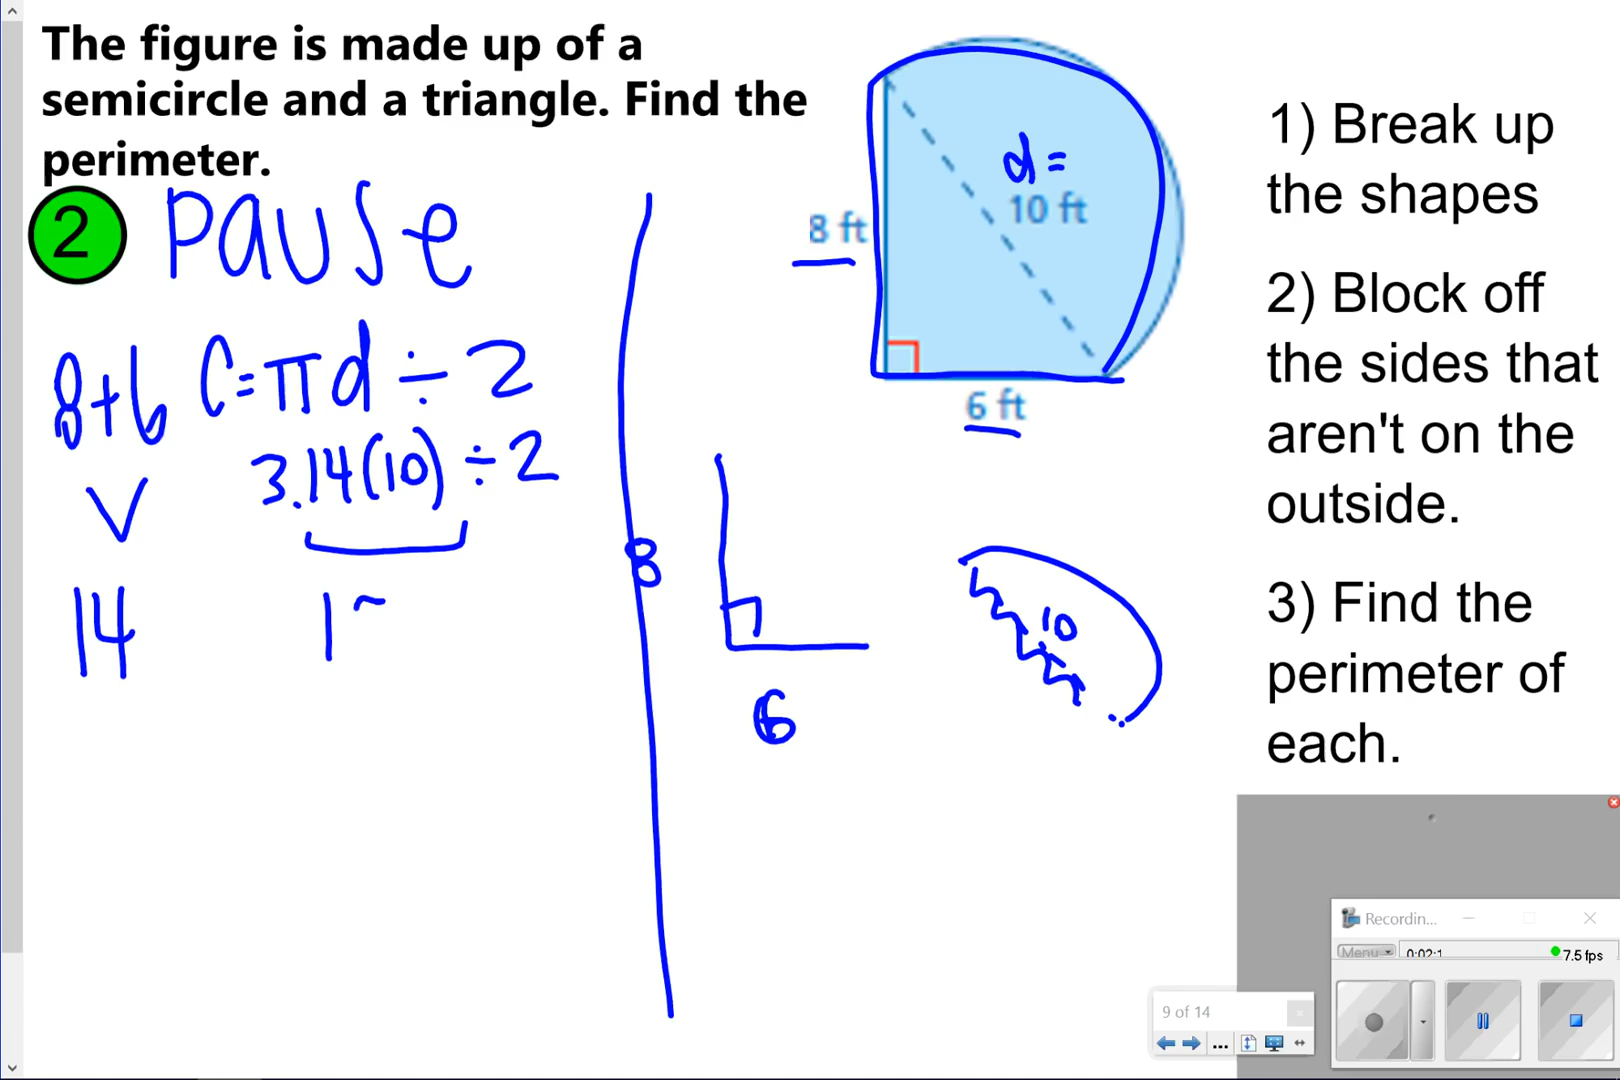 The figure is made up of a
semicircle and a triangle. Find the
perimeter.
2 Pause
8+6 C=πd÷2
3.14(10)÷2
14
d=
10 ft
8 ft
6 ft
8
6
10
1) Break up
the shapes
2) Block off
the sides that
aren't on the
outside.
3) Find the
perimeter of
each.
Recordin...
Menu
0:02:1
7.5 fps
9 of 14